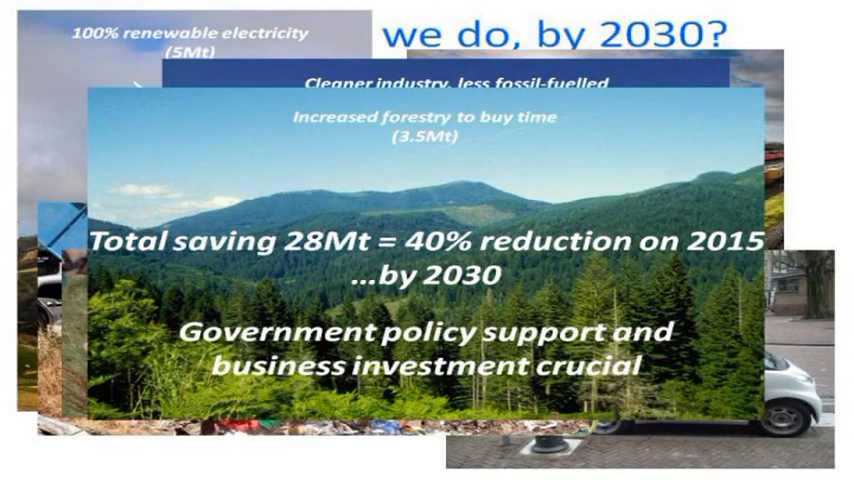 we do, by 2030?
100% renewable electricity
(5Mt)
Cleaner industry, less fossil-fuelled
Increased forestry to buy time
(3.5Mt)
Total saving 28Mt = 40% reduction on 2015
...by 2030
Government policy support and
business investment crucial